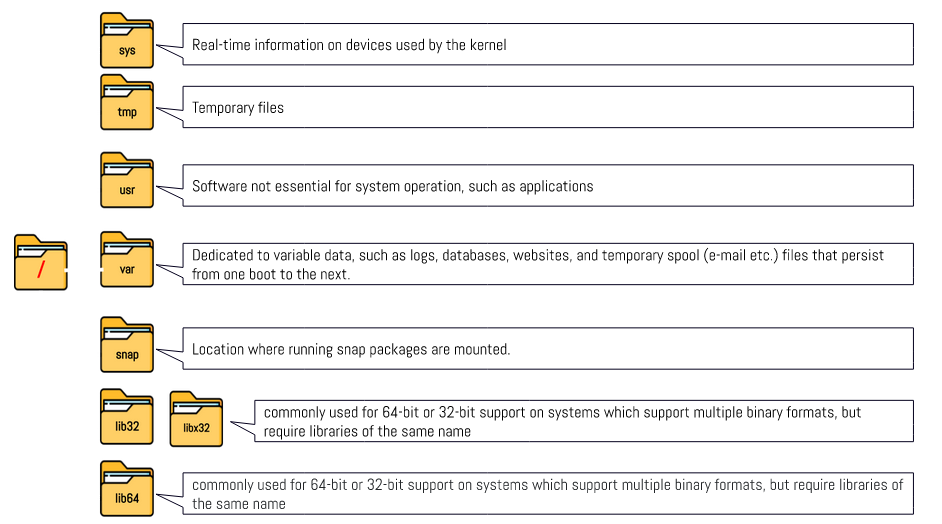 sys
Real-time information on devices used by the kernel
tmp
Temporary files
usr
Software not essential for system operation, such as applications
/
var
Dedicated to variable data, such as logs, databases, websites, and temporary spool (e-mail etc.) files that persist
from one boot to the next.
snap
Location where running snap packages are mounted.
lib32
libx32
commonly used for 64-bit or 32-bit support on systems which support multiple binary formats, but
require libraries of the same name
lib64
commonly used for 64-bit or 32-bit support on systems which support multiple binary formats, but require libraries of
the same name